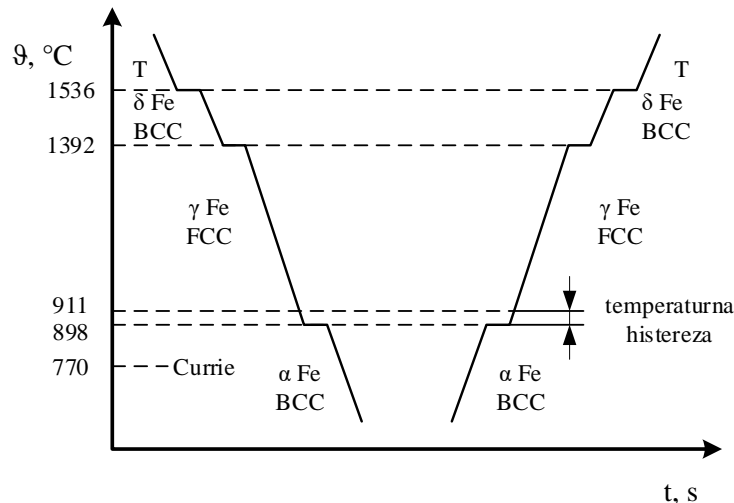 ϑ, °C
1536
1392
911
898
770
T
δ Fe
BCC
γ Fe
FCC
Currie
α Fe
BCC
T
δ Fe
BCC
γ Fe
FCC
temperaturna
histereza
α Fe
BCC
t, s